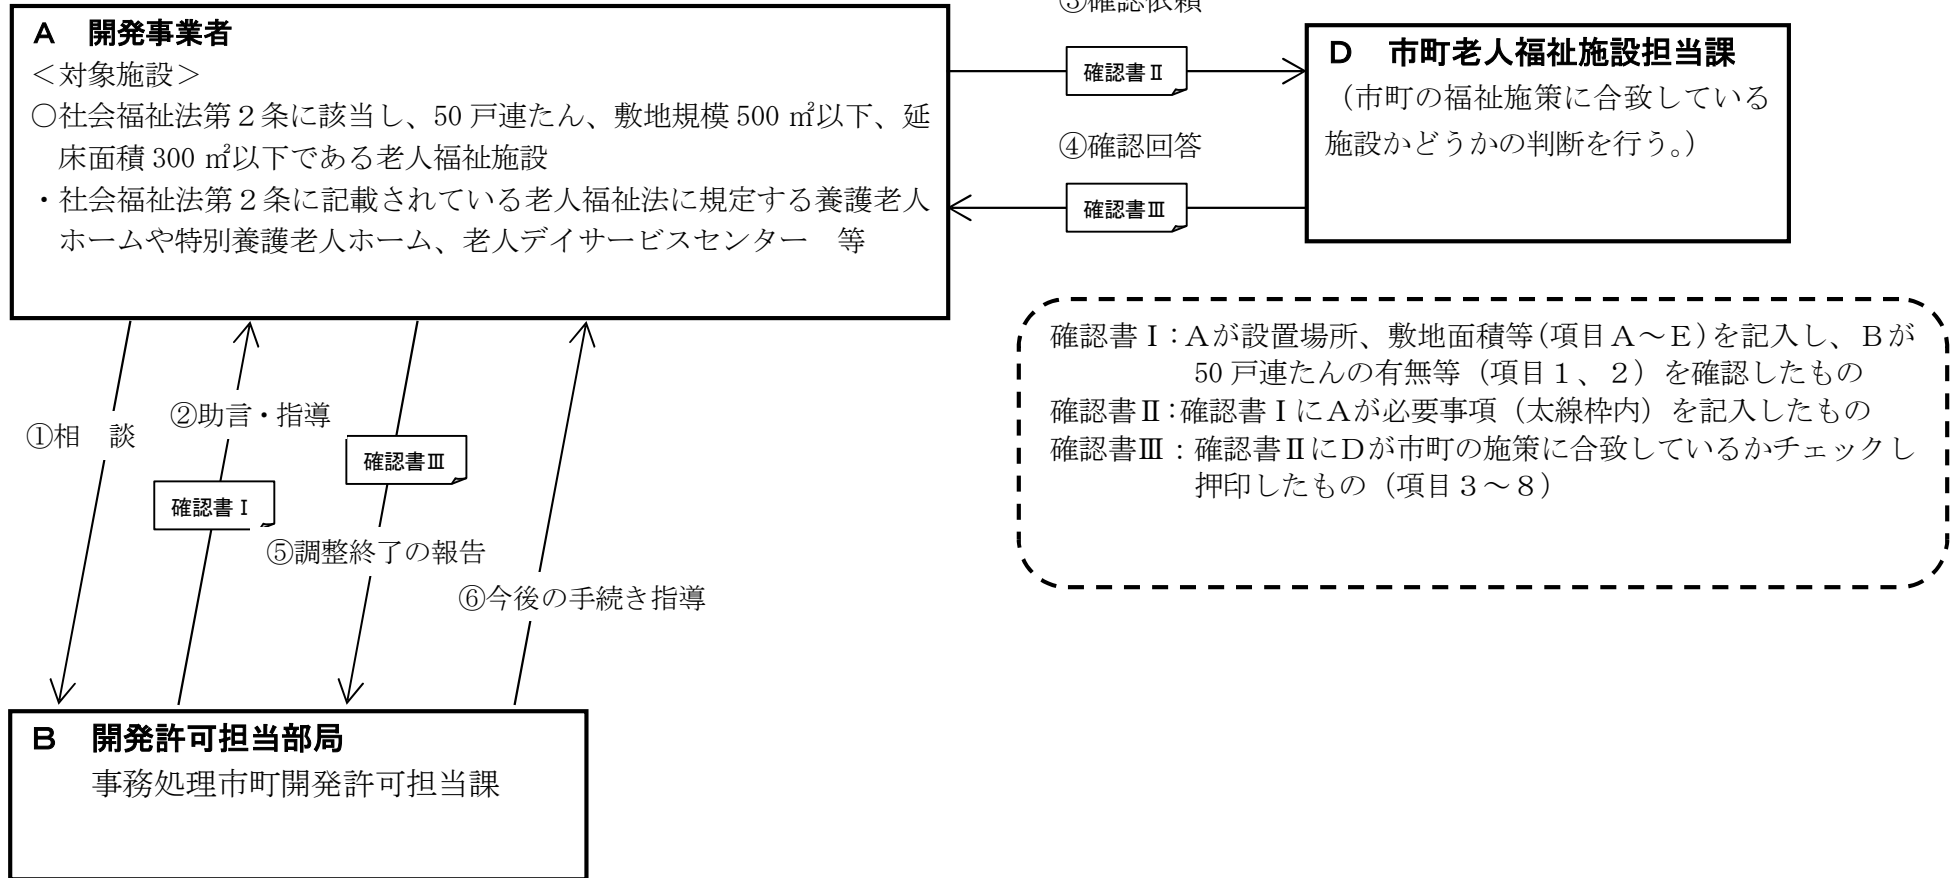 ③確認依頼
A　開発事業者
＜対象施設＞
○社会福祉法第２条に該当し、50 戸連たん、敷地規模 500 ㎡以下、延
床面積 300 ㎡以下である老人福祉施設
・社会福祉法第２条に記載されている老人福祉法に規定する養護老人
ホームや特別養護老人ホーム、老人デイサービスセンター　等
確認書Ⅱ
④確認回答
確認書Ⅲ
D　市町老人福祉施設担当課
（市町の福祉施策に合致している
施設かどうかの判断を行う。）
確認書Ⅰ：Ａが設置場所、敷地面積等(項目Ａ～Ｅ)を記入し、Ｂが
50 戸連たんの有無等（項目１、２）を確認したもの
確認書Ⅱ：確認書ⅠにＡが必要事項（太線枠内）を記入したもの
確認書Ⅲ：確認書ⅡにＤが市町の施策に合致しているかチェックし
押印したもの（項目３～８）
①相　談
②助言・指導
確認書Ⅰ
確認書Ⅲ
⑤調整終了の報告
⑥今後の手続き指導
B　開発許可担当部局
事務処理市町開発許可担当課